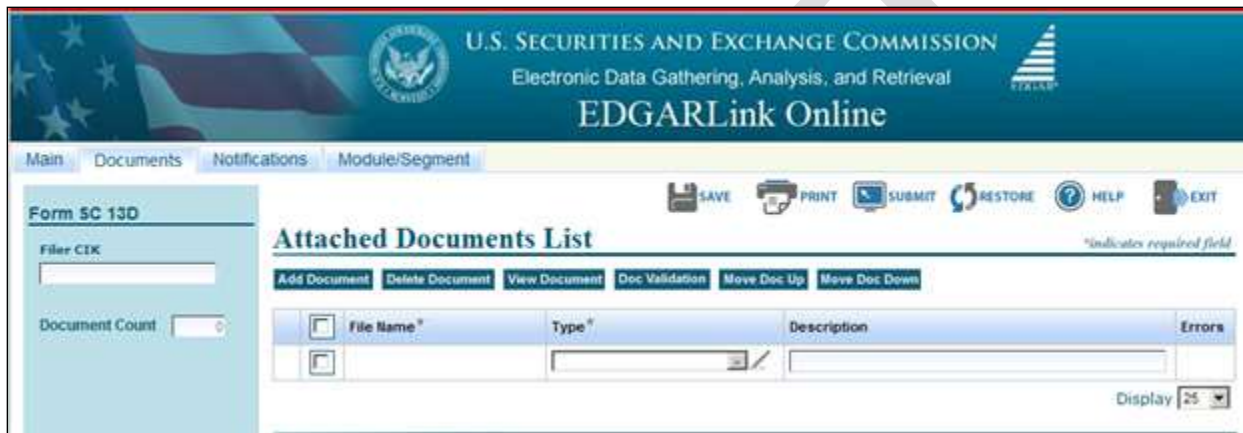 U.S. SECURITIES AND EXCHANGE COMMISSION
Electronic Data Gathering, Analysis, and Retrieval
EDGARLink Online
Main Documents Notifications Module/Segment
SAVE PRINT SUBMIT RESTORE HELP EXIT
Form SC 13D
Attached Documents List
*indicates required field
Filer CIK
Add Document Delete Document View Document Doc Validation Move Doc Up Move Doc Down
Document Count 0
File Name* Type* Description Errors
Display 25